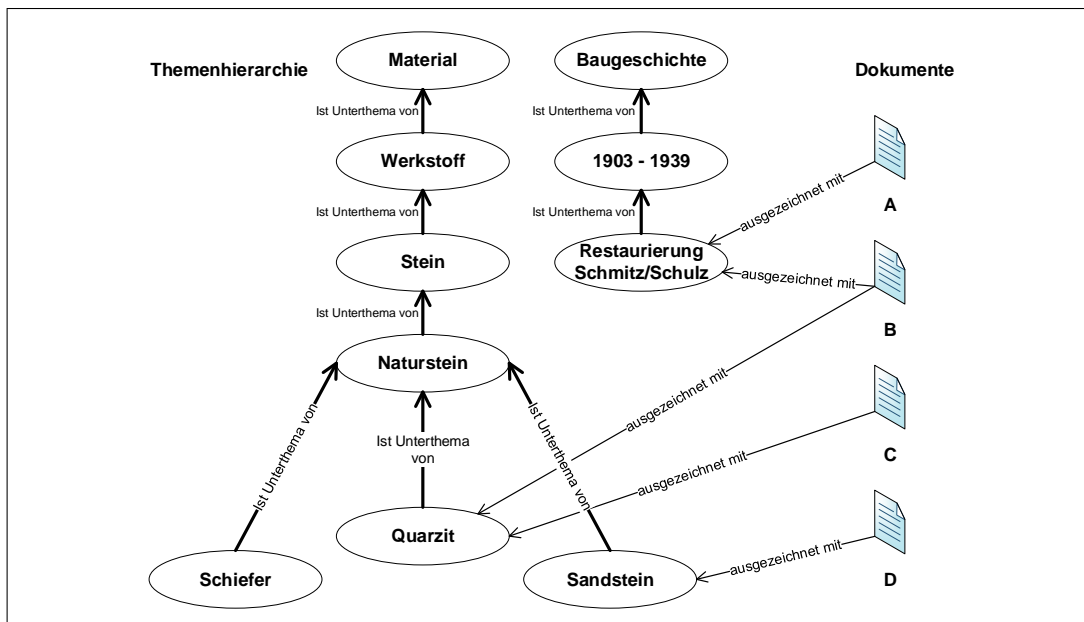 Material
Baugeschichte
Themenhierarchie
Dokumente
Ist Unterthema von
Ist Unterthema von
Werkstoff
1903 - 1939
A
ausgezeichnet mit
Ist Unterthema von
Ist Unterthema von
Stein
Restaurierung
Schmitz/Schulz
ausgezeichnet mit
B
Ist Unterthema von
Naturstein
ausgezeichnet mit
C
Ist Unterthema von
Ist Unterthema
von
Ist Unterthema von
ausgezeichnet mit
Quarzit
ausgezeichnet mit
Schiefer
Sandstein
D